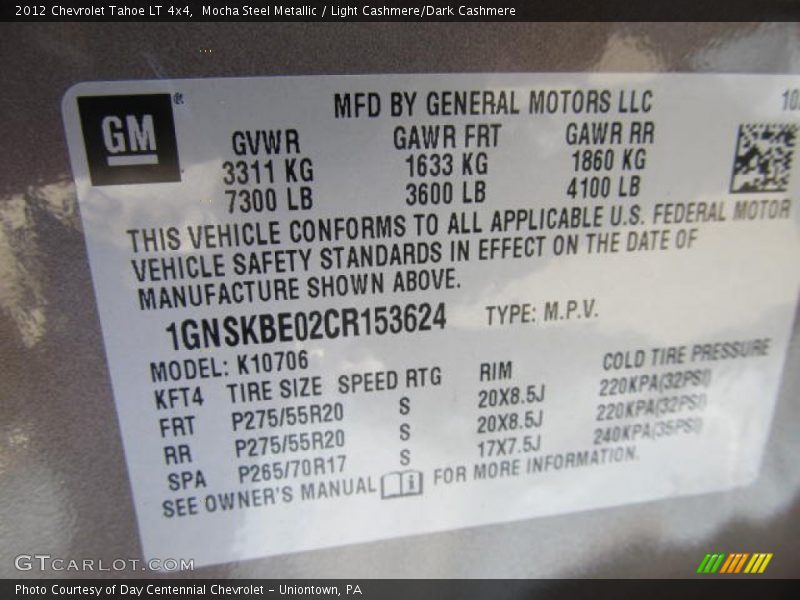 2012 Chevrolet Tahoe LT 4x4, Mocha Steel Metallic / Light Cashmere/Dark Cashmere
GM ®
MFD BY GENERAL MOTORS LLC
GVWR GAWR FRT GAWR RR
3311 KG 1633 KG 1860 KG
7300 LB 3600 LB 4100 LB
THIS VEHICLE CONFORMS TO ALL APPLICABLE U.S. FEDERAL MOTOR
VEHICLE SAFETY STANDARDS IN EFFECT ON THE DATE OF
MANUFACTURE SHOWN ABOVE.
1GNSKBE02CR153624 TYPE: M.P.V.
MODEL: K10706
KFT4 TIRE SIZE SPEED RTG RIM COLD TIRE PRESSURE
FRT P275/55R20 S 20X8.5J 220KPA(32PSI)
RR P275/55R20 S 20X8.5J 220KPA(32PSI)
SPA P265/70R17 S 17X7.5J 240KPA(35PSI)
SEE OWNER'S MANUAL i FOR MORE INFORMATION.
GTCARLOT.COM
Photo Courtesy of Day Centennial Chevrolet - Uniontown, PA